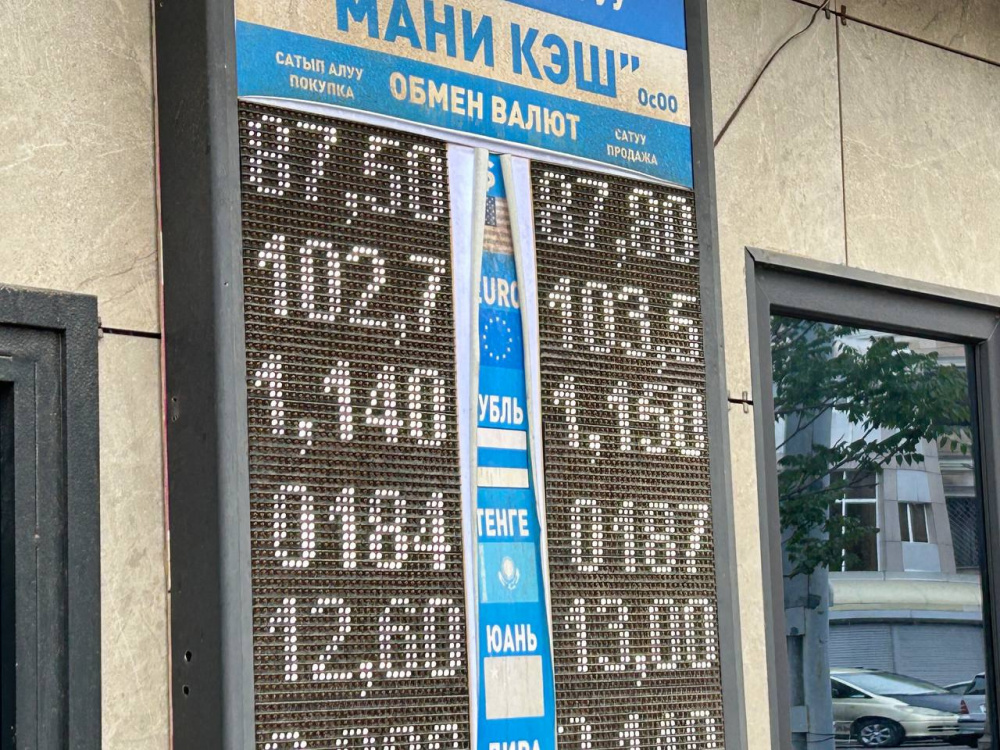 МАНИ КЭШ”
ОсОО
САТЫП АЛУУ
ПОКУПКА
ОБМЕН ВАЛЮТ
САТУУ
ПРОДАЖА
87,50 $ 87,80
102,7 EURO 103,5
1,140 УБЛЬ 1,150
0184 ТЕНГЕ 0187
12,60 ЮАНЬ 13,00
ЛИРА